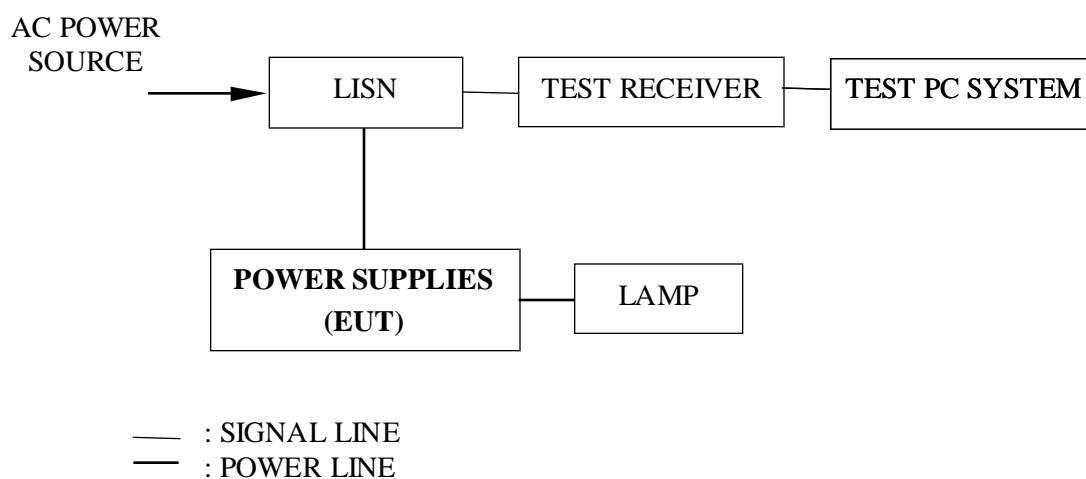 AC POWER
SOURCE
LISN
TEST RECEIVER
TEST PC SYSTEM
POWER SUPPLIES
(EUT)
LAMP
: SIGNAL LINE
: POWER LINE